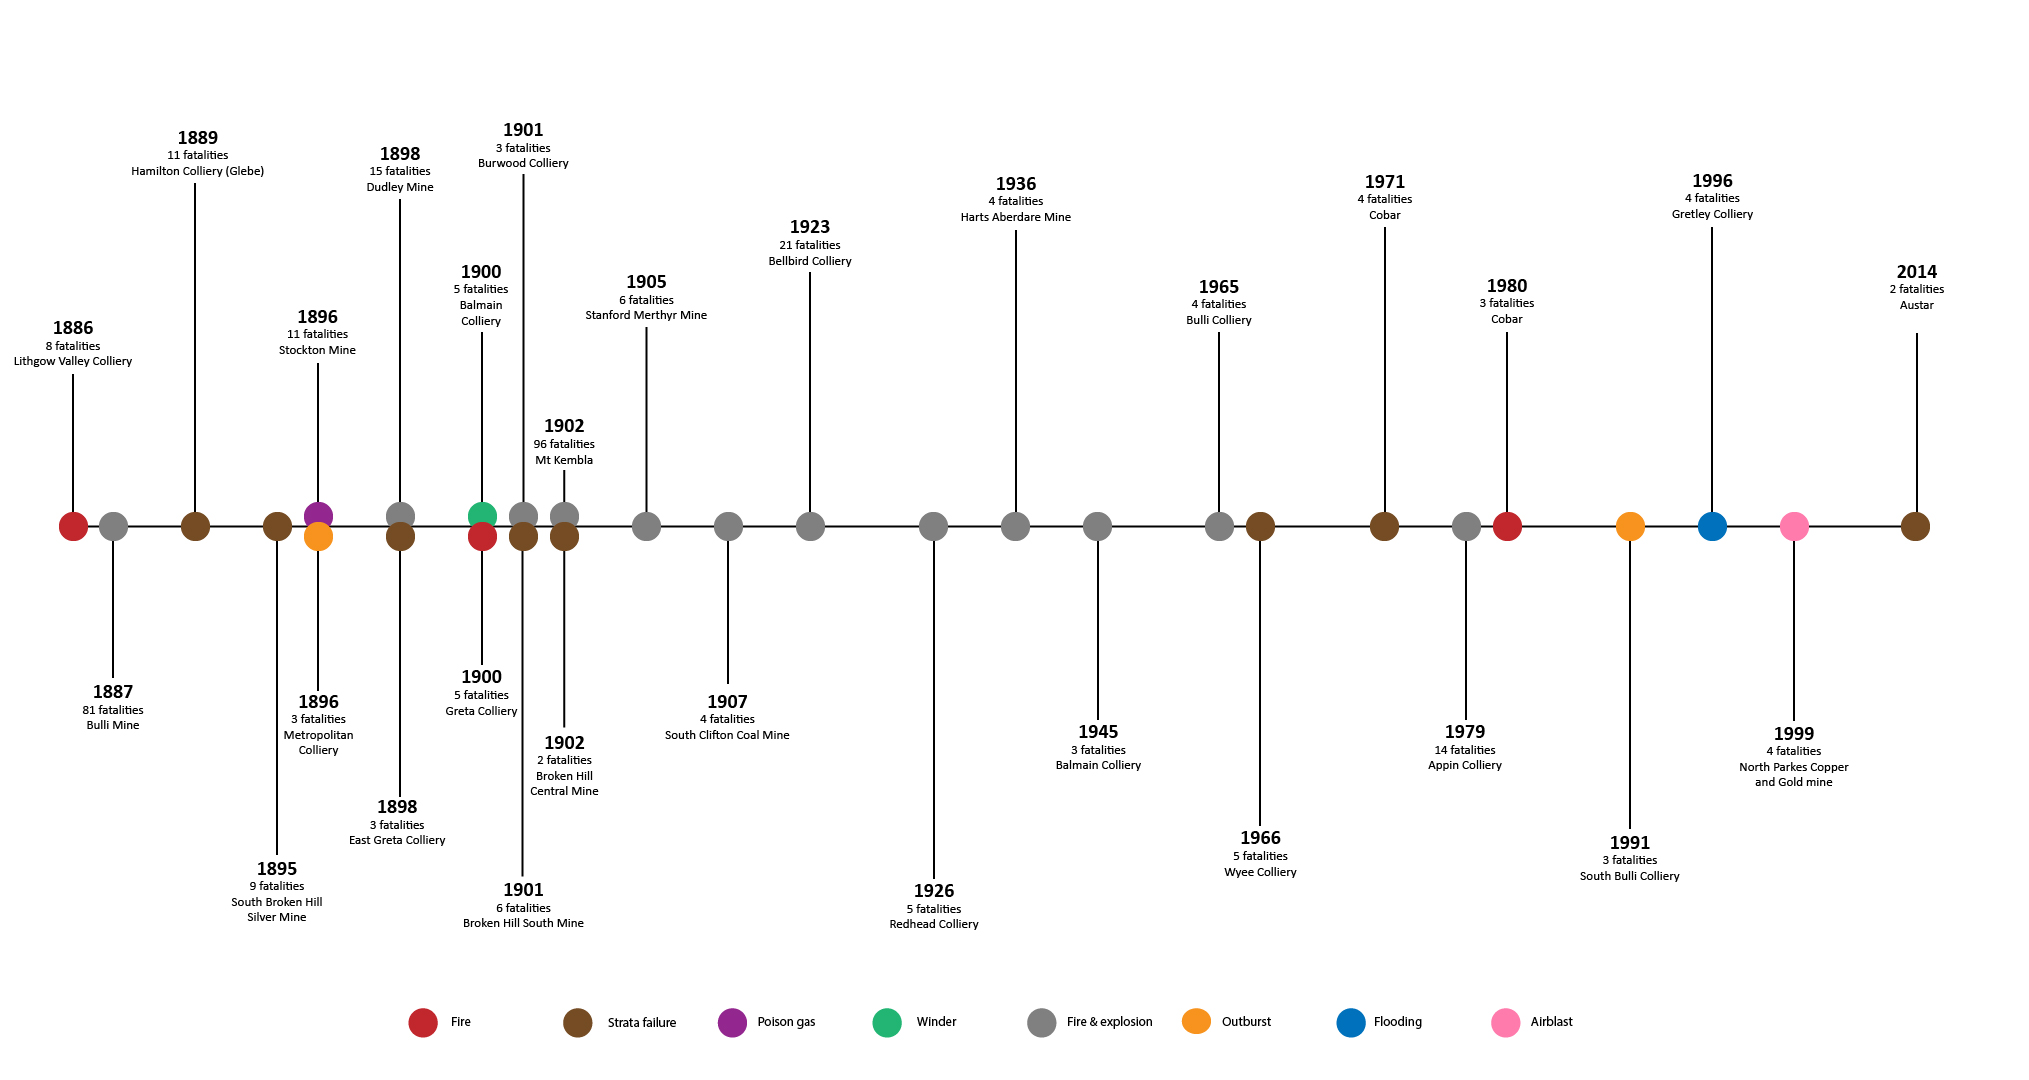 1886
8 fatalities
Lithgow Valley Colliery
1887
81 fatalities
Bulli Mine
1889
11 fatalities
Hamilton Colliery (Glebe)
1895
9 fatalities
South Broken Hill
Silver Mine
1896
11 fatalities
Stockton Mine
1896
3 fatalities
Metropolitan
Colliery
1898
15 fatalities
Dudley Mine
1898
3 fatalities
East Greta Colliery
1900
5 fatalities
Balmain
Colliery
1900
5 fatalities
Greta Colliery
1901
3 fatalities
Burwood Colliery
1901
6 fatalities
Broken Hill South Mine
1902
96 fatalities
Mt Kembla
1902
2 fatalities
Broken Hill
Central Mine
1905
6 fatalities
Stanford Merthyr Mine
1907
4 fatalities
South Clifton Coal Mine
1923
21 fatalities
Bellbird Colliery
1926
5 fatalities
Redhead Colliery
1936
4 fatalities
Harts Aberdare Mine
1945
3 fatalities
Balmain Colliery
1965
4 fatalities
Bulli Colliery
1966
5 fatalities
Wyee Colliery
1971
4 fatalities
Cobar
1979
14 fatalities
Appin Colliery
1980
3 fatalities
Cobar
1991
3 fatalities
South Bulli Colliery
1996
4 fatalities
Gretley Colliery
1999
4 fatalities
North Parkes Copper
and Gold mine
2014
2 fatalities
Austar
Fire
Strata failure
Poison gas
Winder
Fire & explosion
Outburst
Flooding
Airblast